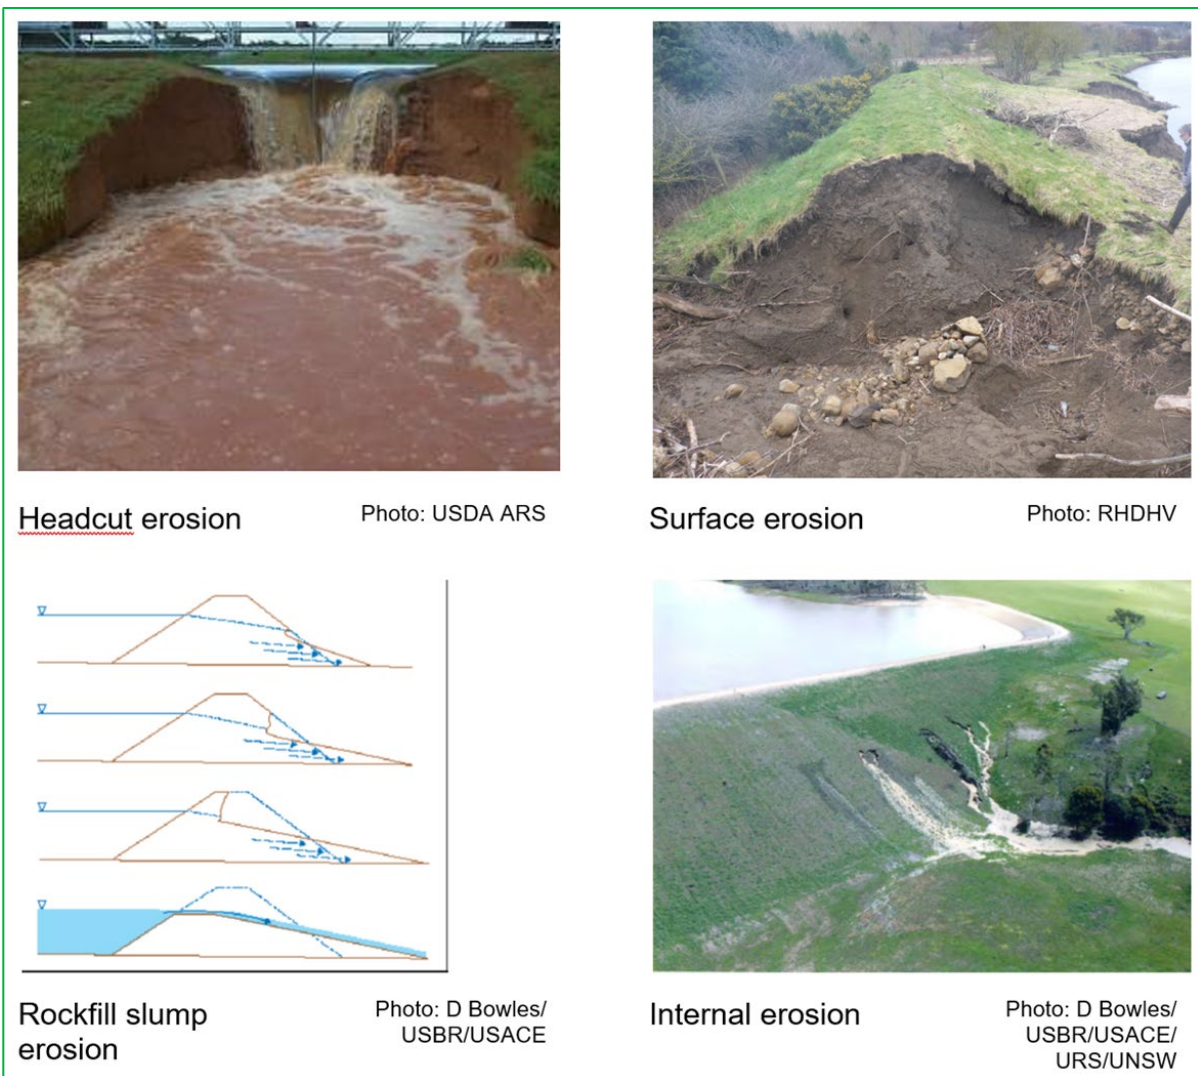 Headcut erosion
Photo: USDA ARS
Surface erosion
Photo: RHDHV
Rockfill slump
erosion
Photo: D Bowles/
USBR/USACE
Internal erosion
Photo: D Bowles/
USBR/USACE/
URS/UNSW